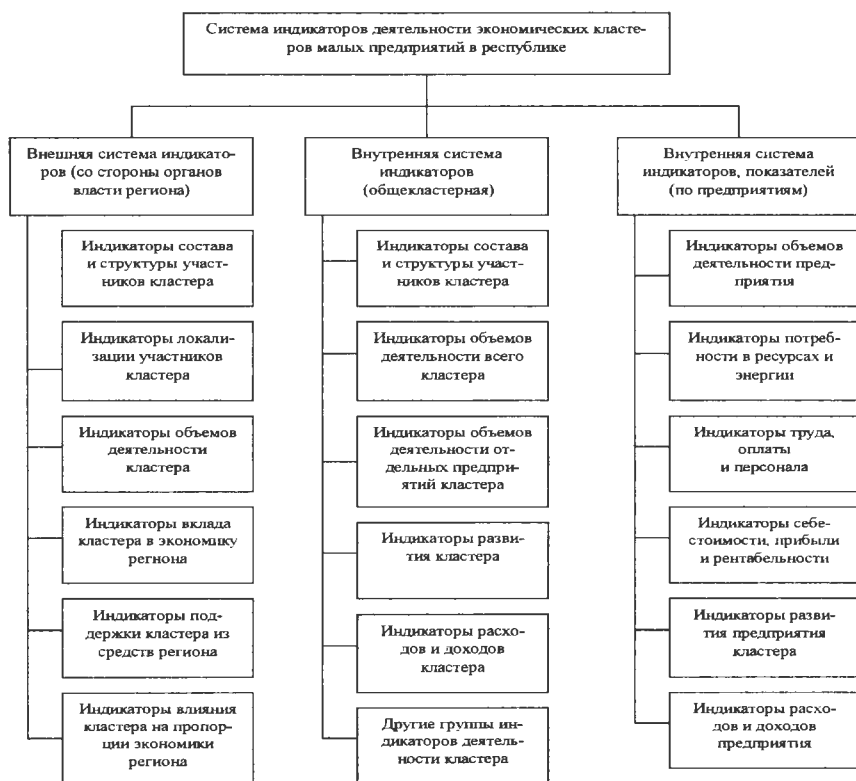 Система индикаторов деятельности экономических класте-
ров малых предприятий в республике
Внешняя система индикато-
ров (со стороны органов
власти региона)
Индикаторы состава
и структуры участ-
ников кластера
Индикаторы локали-
зации участников
кластера
Индикаторы объемов
деятельности
кластера
Индикаторы вклада
кластера в экономику
региона
Индикаторы под-
держки кластера из
средств региона
Индикаторы влияния
кластера на пропор-
ции экономики
региона
Внутренняя система
индикаторов
(общекластерная)
Индикаторы состава
и структуры участ-
ников кластера
Индикаторы объемов
деятельности всего
кластера
Индикаторы объемов
деятельности от-
дельных предпри-
ятий кластера
Индикаторы разви-
тия кластера
Индикаторы расхо-
дов и доходов
кластера
Другие группы ин-
дикаторов деятель-
ности кластера
Внутренняя система
индикаторов, показателей
(по предприятиям)
Индикаторы объемов
деятельности пред-
приятия
Индикаторы потреб-
ности в ресурсах и
энергии
Индикаторы труда,
оплаты
и персонала
Индикаторы себе-
стоимости, прибыли
и рентабельности
Индикаторы разви-
тия предприятия
кластера
Индикаторы расхо-
дов и доходов
предприятия